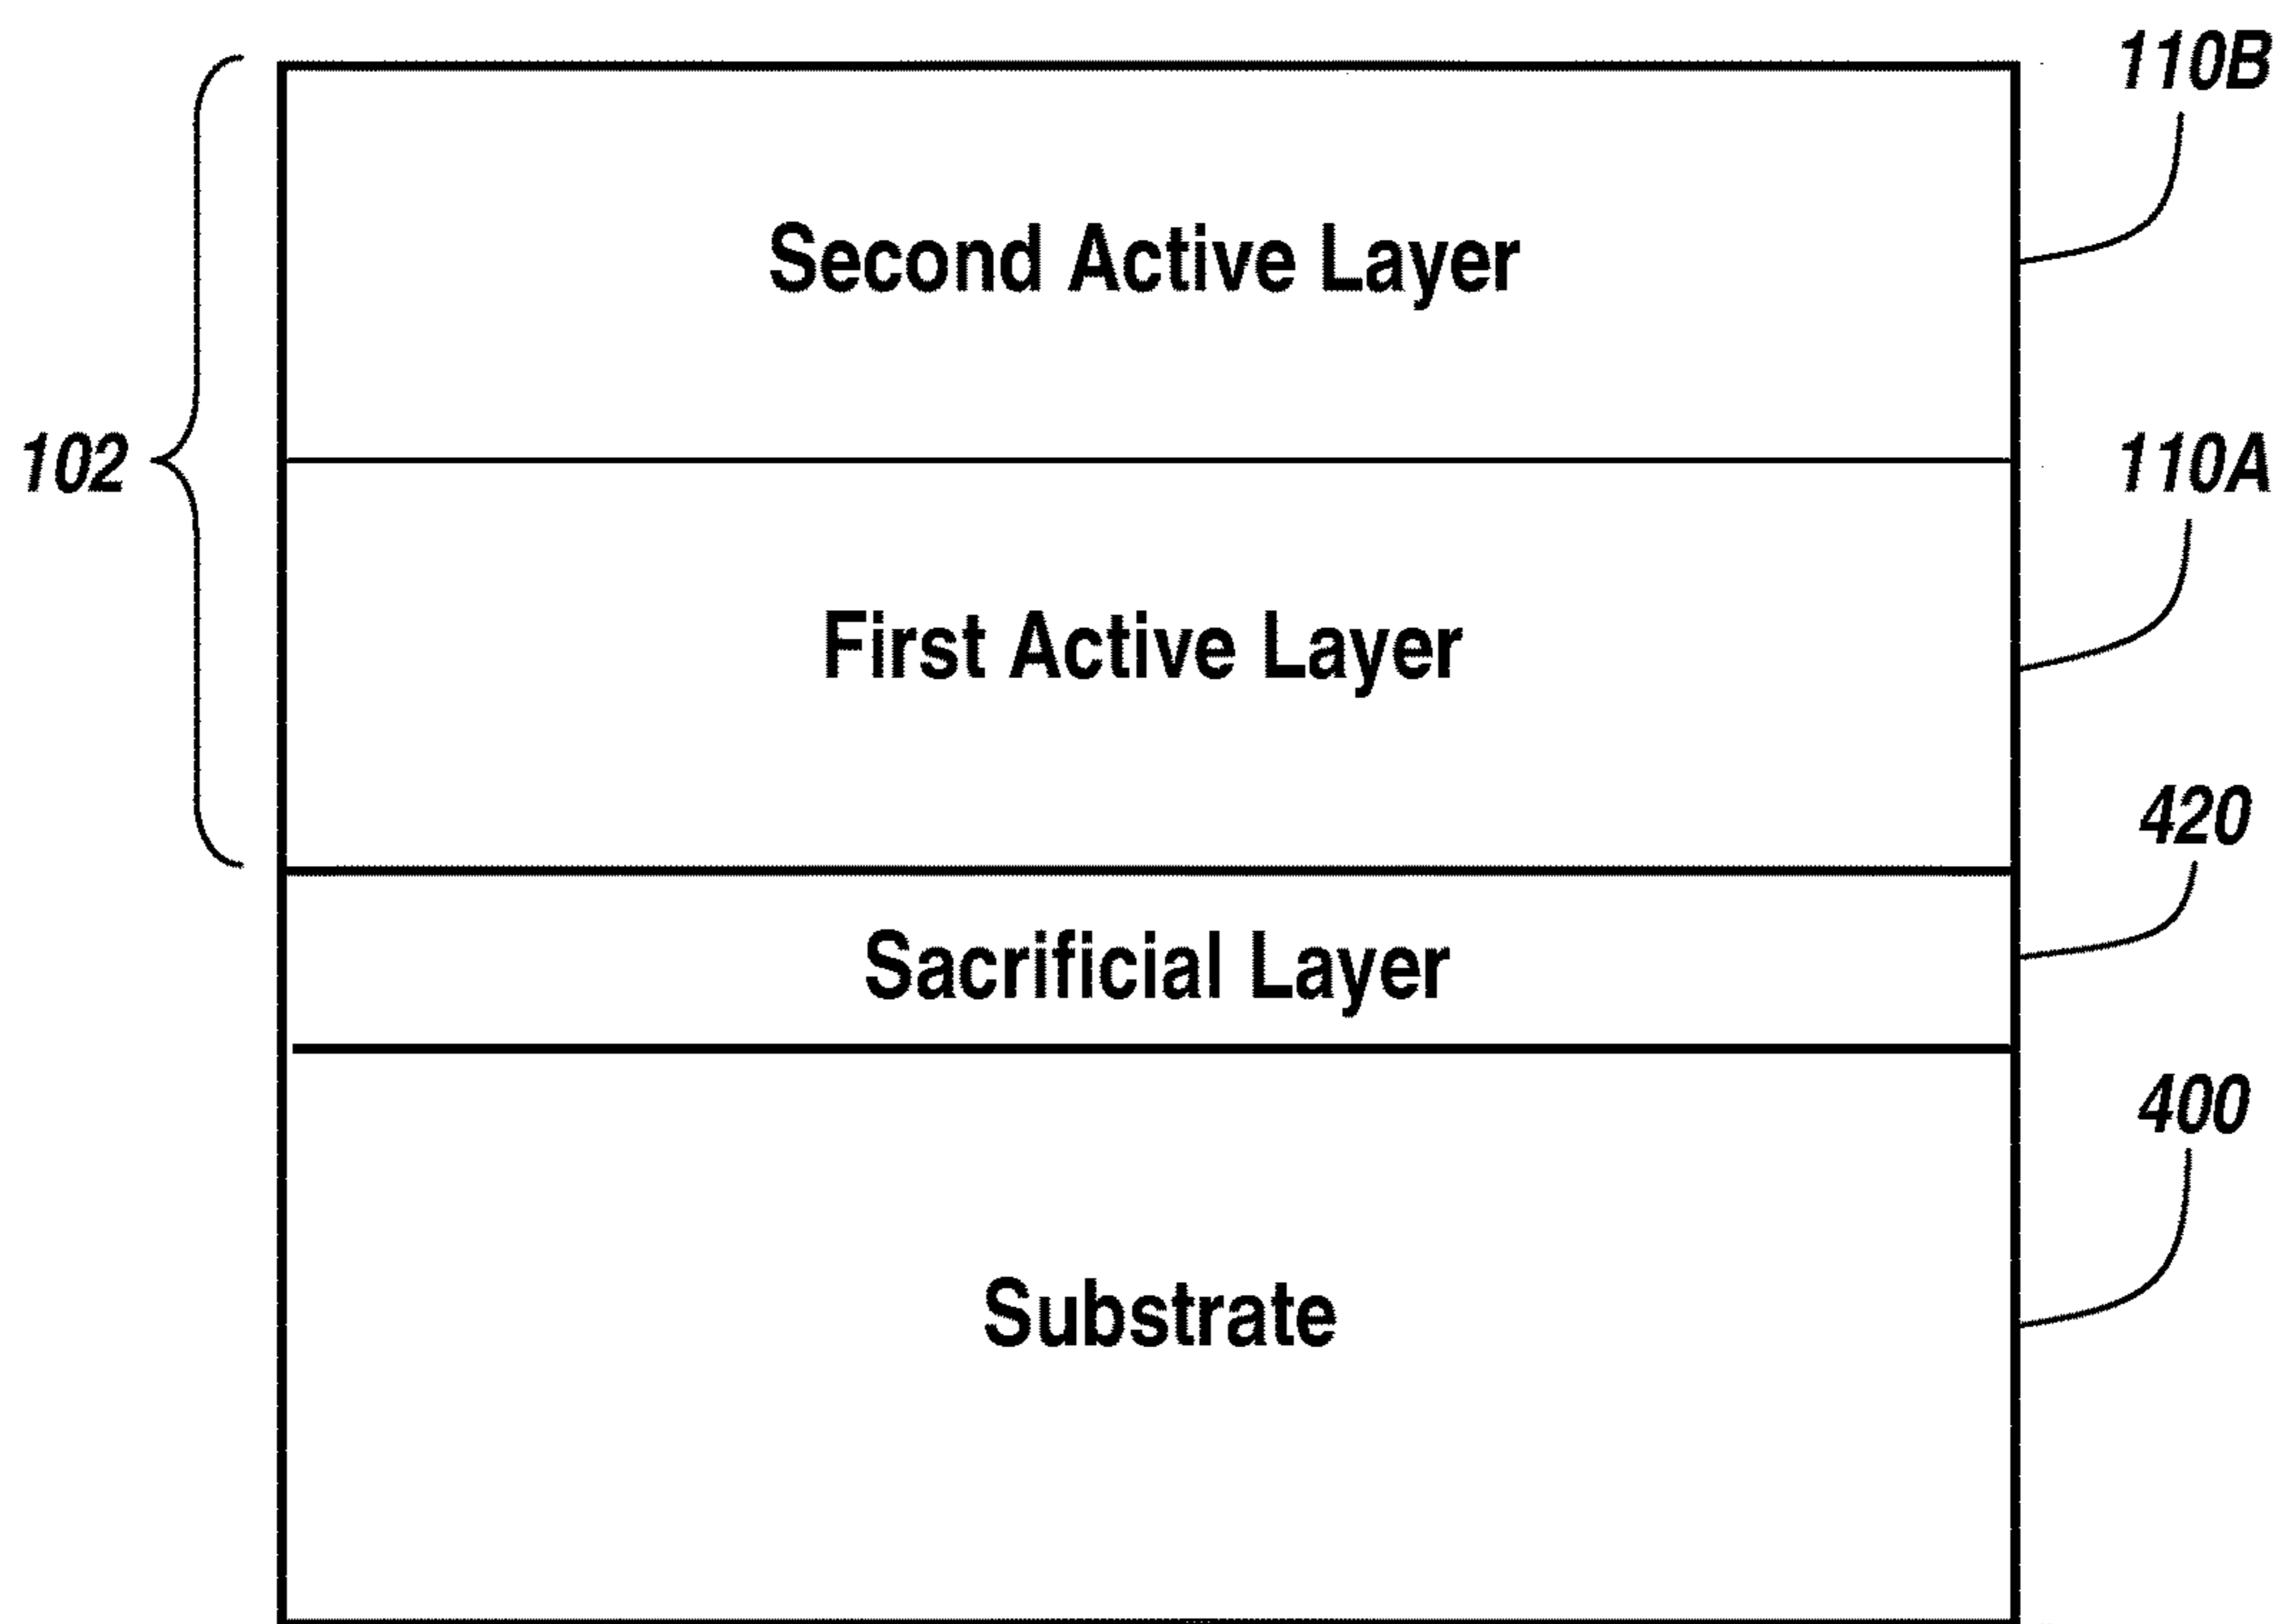 110B
Second Active Layer
102
110A
First Active Layer
420
Sacrificial Layer
400
Substrate